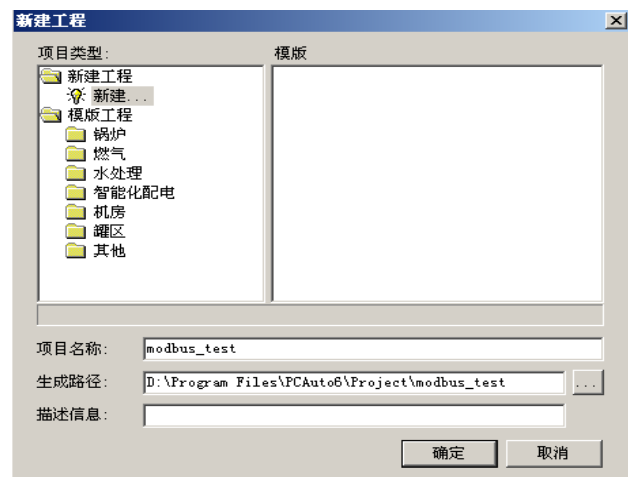 新建工程
项目类型:
模版
新建工程
新建...
模版工程
锅炉
燃气
水处理
智能化配电
机房
罐区
其他
项目名称:
modbus_test
生成路径:
D:\Program Files\PCAuto6\Project\modbus_test
...
描述信息:
确定
取消